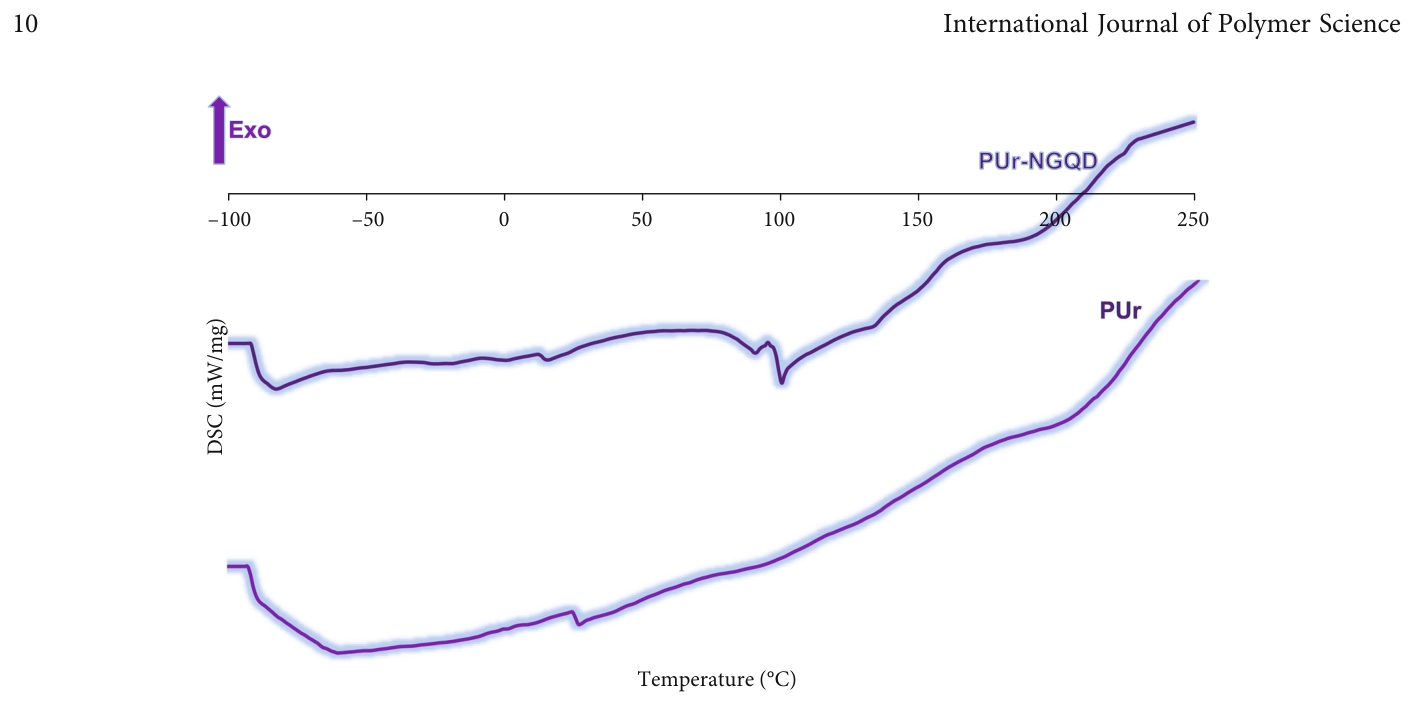 10 International Journal of Polymer Science
Exo
PUr-NGQD
–100 –50 0 50 100 150 200 250
PUr
DSC (mW/mg)
Temperature (°C)